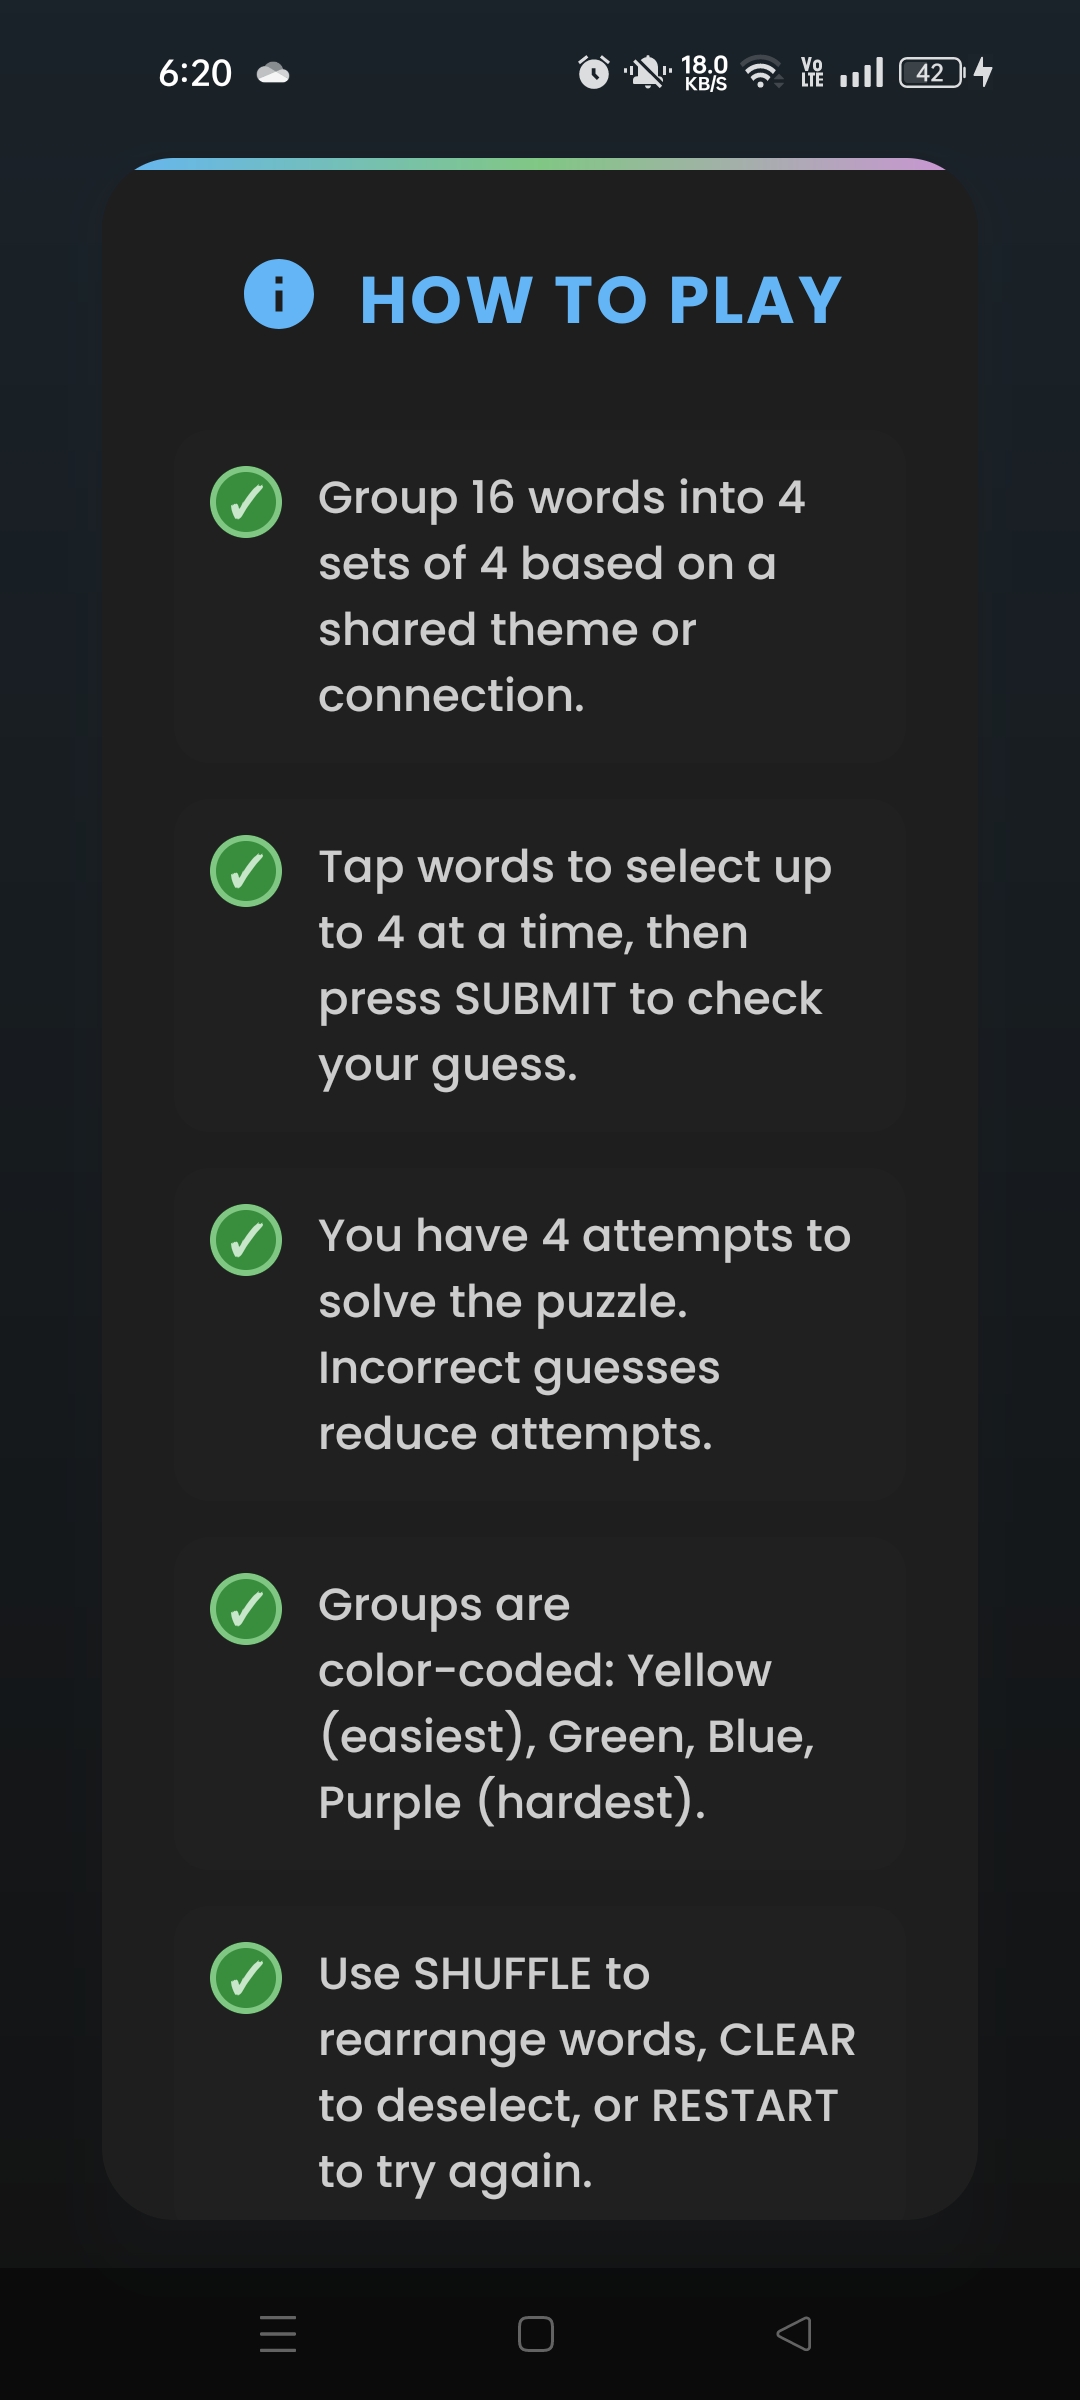 6:20
18.0
KB/S
Vo
LTE
42
HOW TO PLAY
Group 16 words into 4
sets of 4 based on a
shared theme or
connection.
Tap words to select up
to 4 at a time, then
press SUBMIT to check
your guess.
You have 4 attempts to
solve the puzzle.
Incorrect guesses
reduce attempts.
Groups are
color-coded: Yellow
(easiest), Green, Blue,
Purple (hardest).
Use SHUFFLE to
rearrange words, CLEAR
to deselect, or RESTART
to try again.